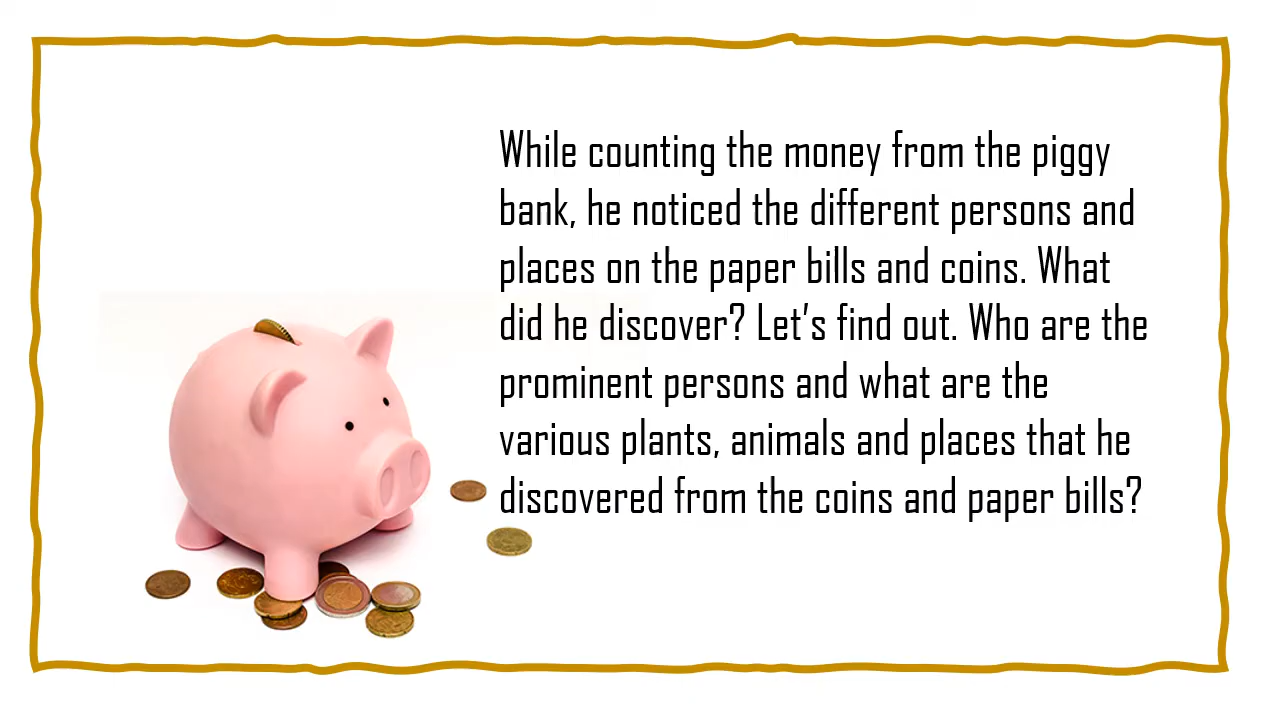 While counting the money from the piggy
bank, he noticed the different persons and
places on the paper bills and coins. What
did he discover? Let’s find out. Who are the
prominent persons and what are the
various plants, animals and places that he
discovered from the coins and paper bills?